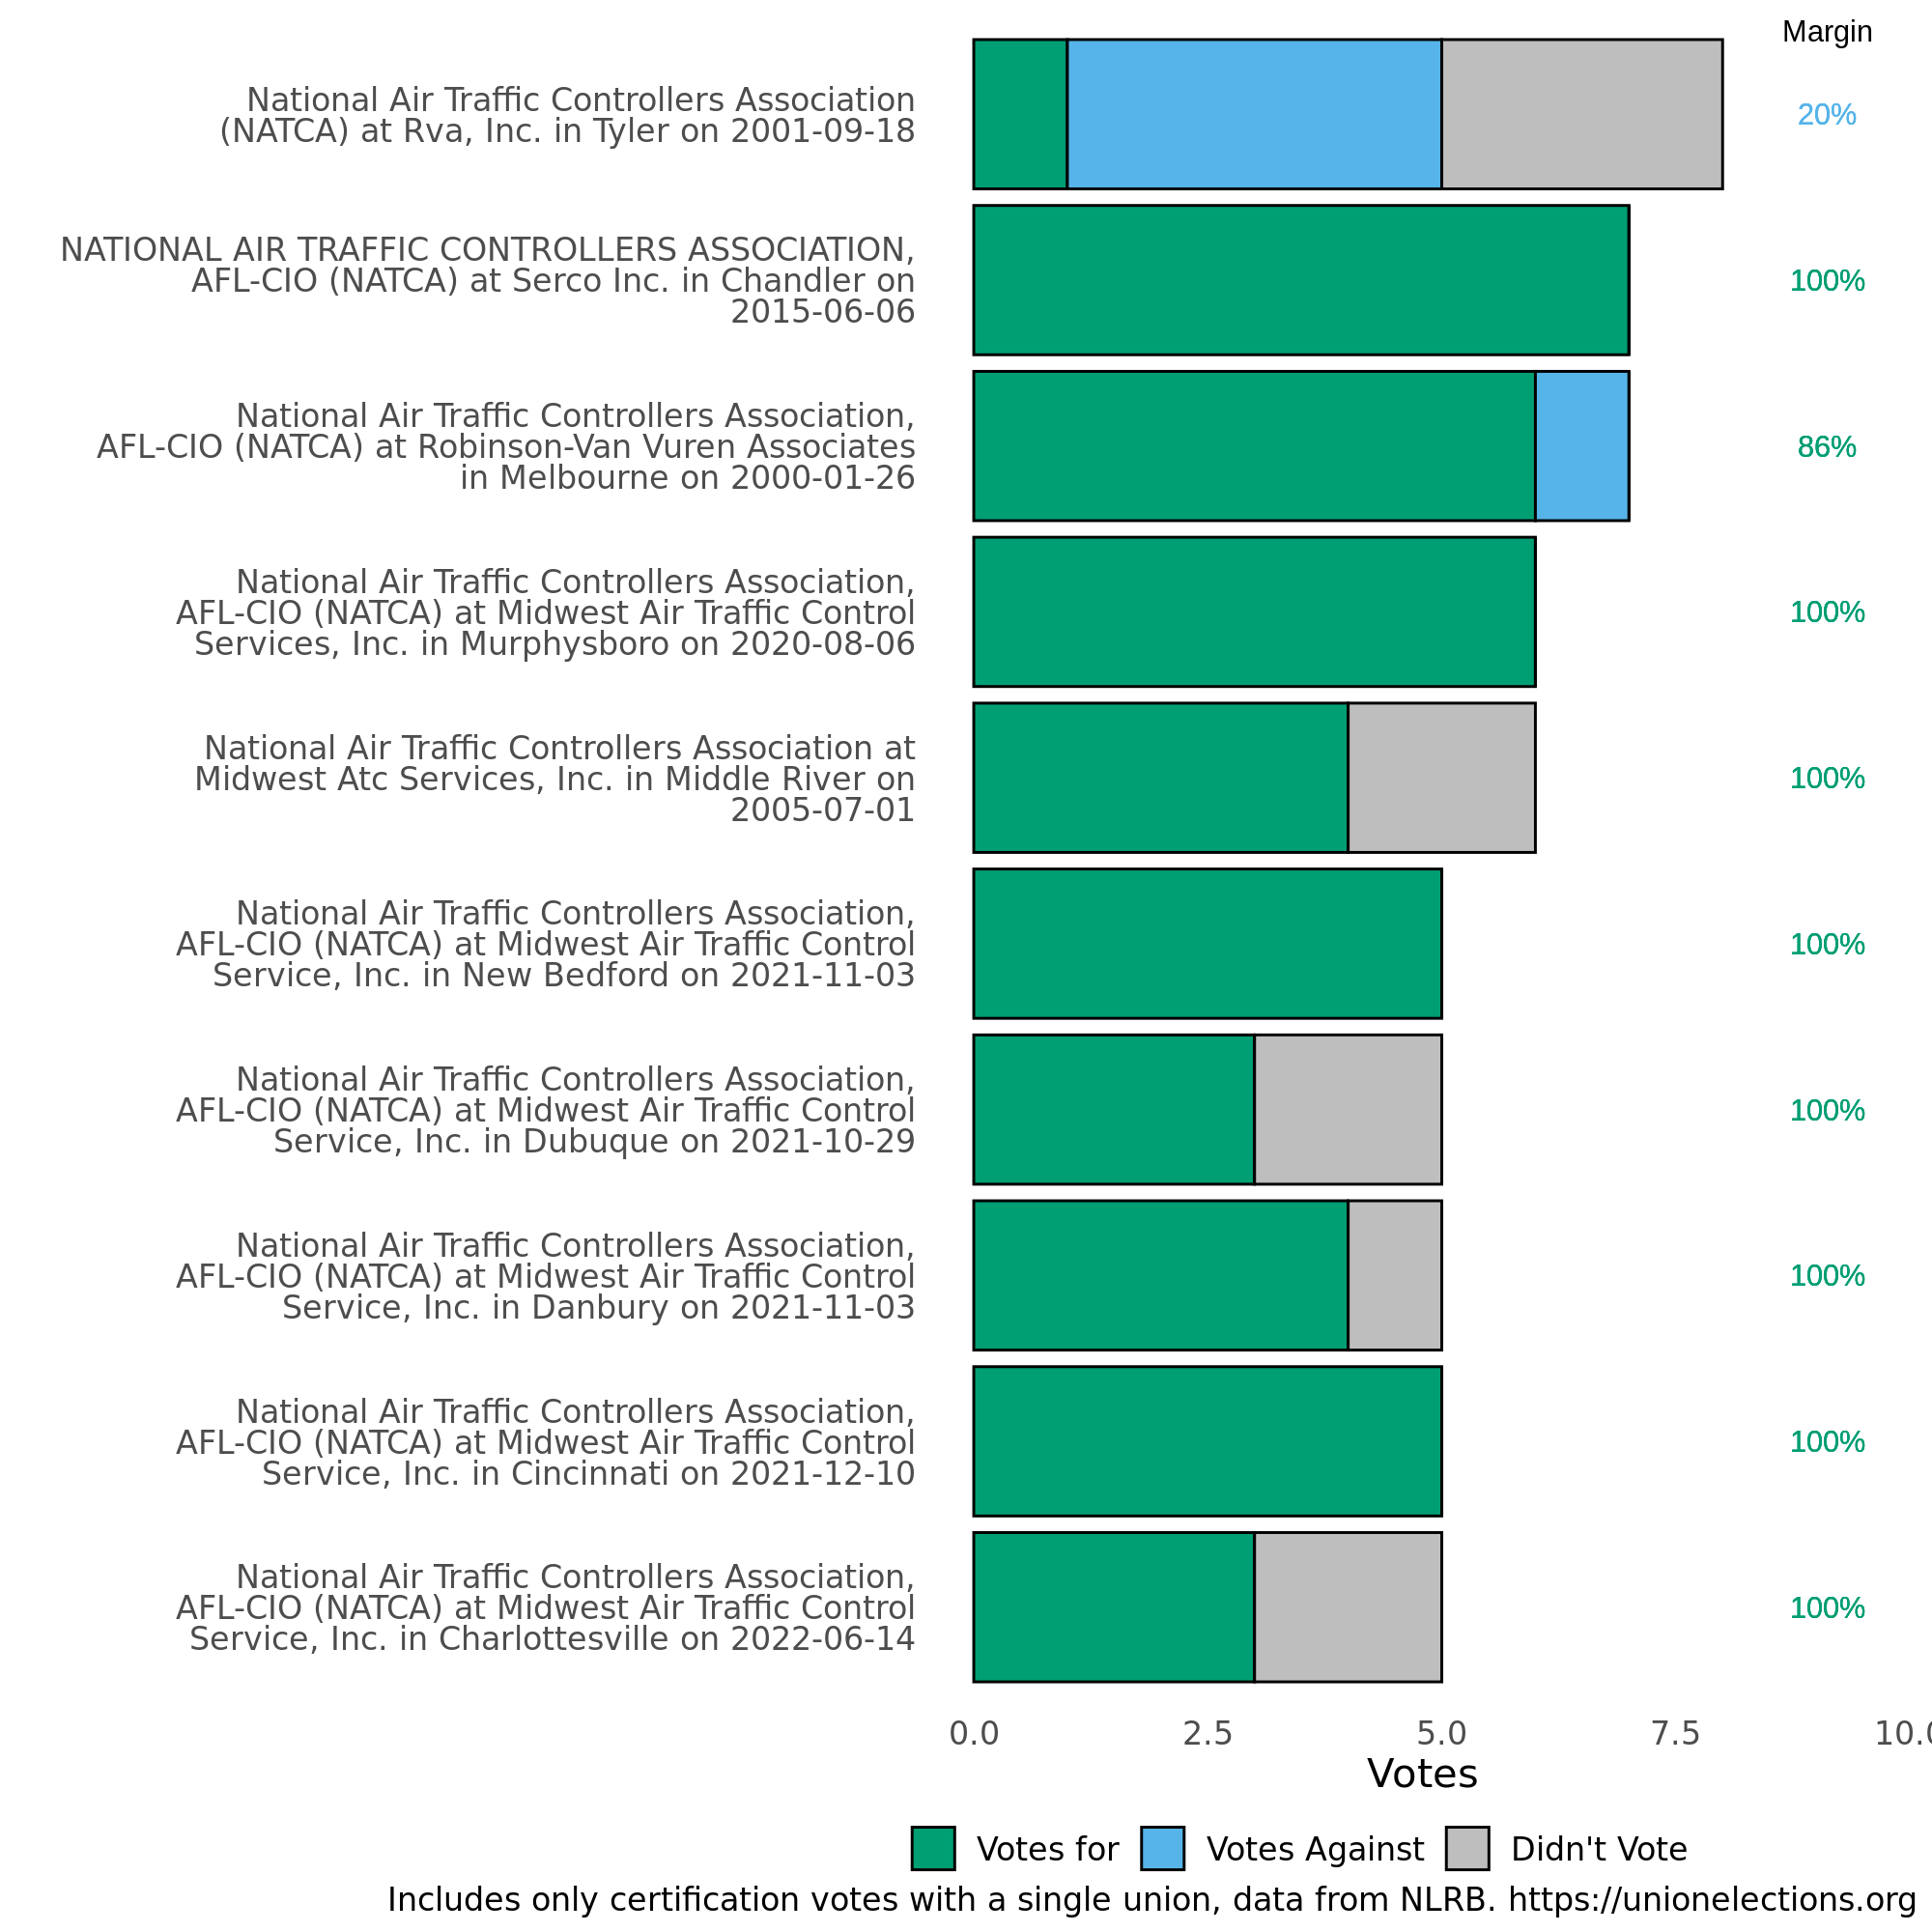 Margin
National Air Traffic Controllers Association
(NATCA) at Rva, Inc. in Tyler on 2001-09-18
20%
NATIONAL AIR TRAFFIC CONTROLLERS ASSOCIATION,
AFL-CIO (NATCA) at Serco Inc. in Chandler on
2015-06-06
100%
National Air Traffic Controllers Association,
AFL-CIO (NATCA) at Robinson-Van Vuren Associates
in Melbourne on 2000-01-26
86%
National Air Traffic Controllers Association,
AFL-CIO (NATCA) at Midwest Air Traffic Control
Services, Inc. in Murphysboro on 2020-08-06
100%
National Air Traffic Controllers Association at
Midwest Atc Services, Inc. in Middle River on
2005-07-01
100%
National Air Traffic Controllers Association,
AFL-CIO (NATCA) at Midwest Air Traffic Control
Service, Inc. in New Bedford on 2021-11-03
100%
National Air Traffic Controllers Association,
AFL-CIO (NATCA) at Midwest Air Traffic Control
Service, Inc. in Dubuque on 2021-10-29
100%
National Air Traffic Controllers Association,
AFL-CIO (NATCA) at Midwest Air Traffic Control
Service, Inc. in Danbury on 2021-11-03
100%
National Air Traffic Controllers Association,
AFL-CIO (NATCA) at Midwest Air Traffic Control
Service, Inc. in Cincinnati on 2021-12-10
100%
National Air Traffic Controllers Association,
AFL-CIO (NATCA) at Midwest Air Traffic Control
Service, Inc. in Charlottesville on 2022-06-14
100%
0.0 2.5 5.0 7.5 10.0
Votes
Votes for Votes Against Didn't Vote
Includes only certification votes with a single union, data from NLRB. https://unionelections.org